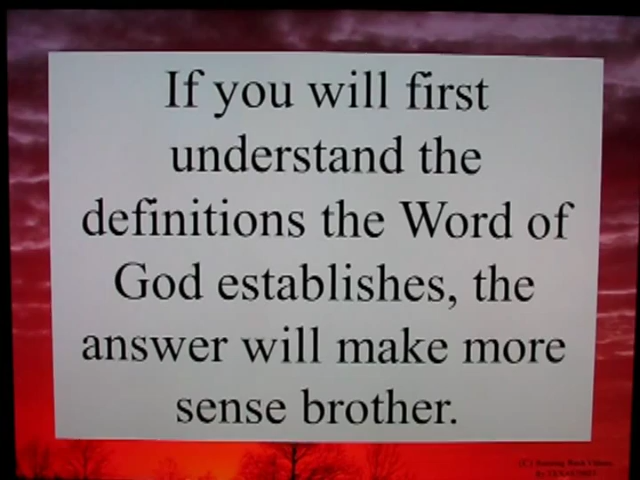 If you will first
understand the
definitions the Word of
God establishes, the
answer will make more
sense brother.